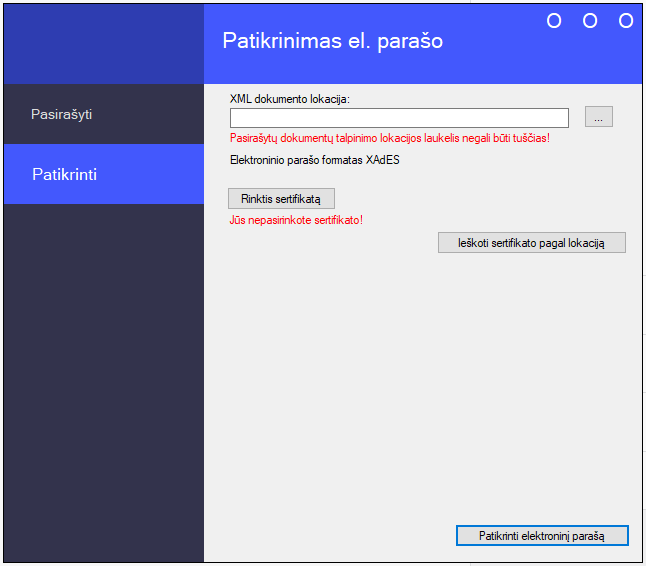 Patikrinimas el. parašo
O O O
Pasirašyti
Patikrinti
XML dokumento lokacija:
...
Pasirašytų dokumentų talpinimo lokacijos laukelis negali būti tuščias!
Elektroninio parašo formatas XAdES
Rinktis sertifikatą
Jūs nepasirinkote sertifikato!
Ieškoti sertifikato pagal lokaciją
Patikrinti elektroninį parašą